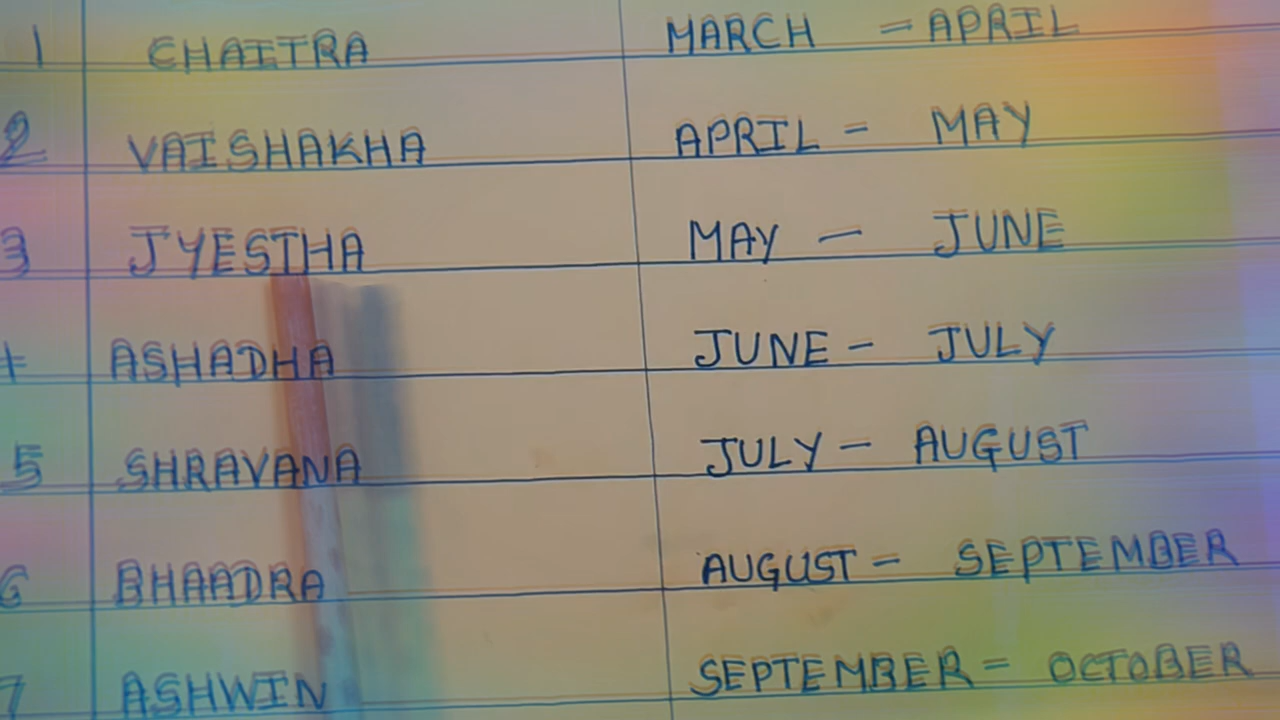 1 CHAITRA MARCH - APRIL
2 VAISHAKHA APRIL - MAY
3 JYESTHA MAY - JUNE
4 ASHADHA JUNE - JULY
5 SHRAVANA JULY - AUGUST
6 BHAADRA AUGUST - SEPTEMBER
7 ASHWIN SEPTEMBER - OCTOBER